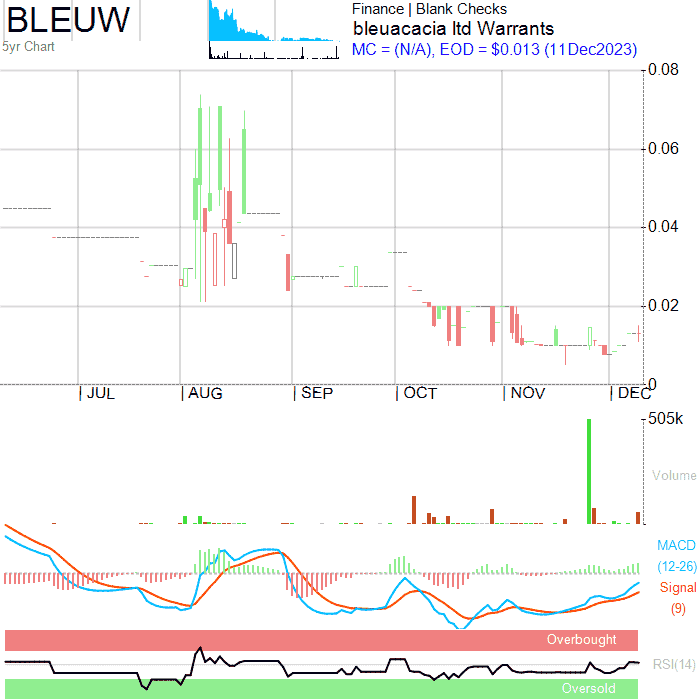 BLEUW
5yr Chart
Finance | Blank Checks
bleuacacia ltd Warrants
MC = (N/A), EOD = $0.013 (11Dec2023)
0.08
0.06
0.04
0.02
0
| JUL | AUG | SEP | OCT | NOV | DEC
505k
Volume
MACD
(12-26)
Signal
(9)
Overbought
RSI(14)
Oversold